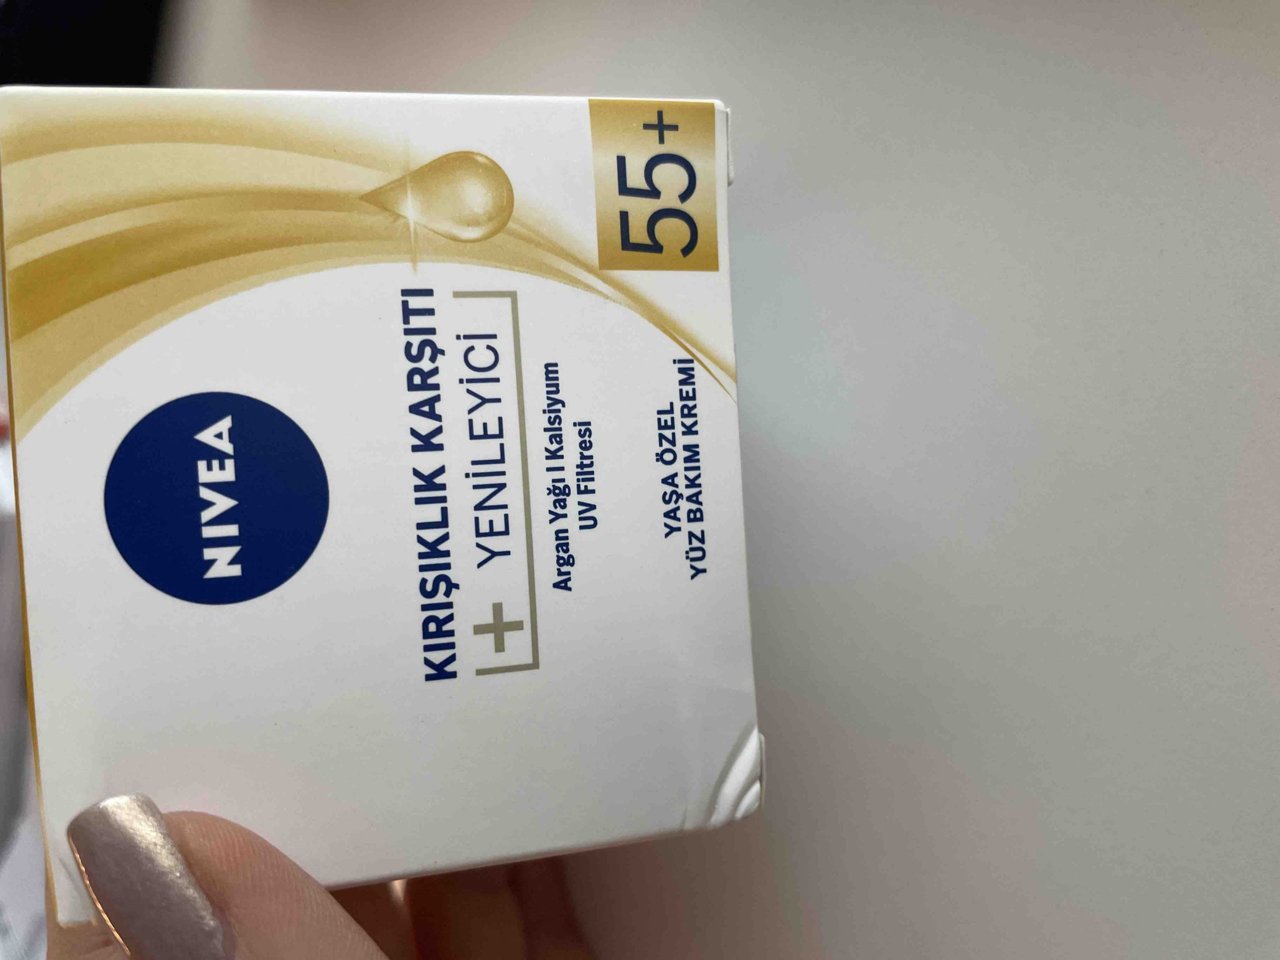 NIVEA
KIRIŞIKLIK KARŞITI
+ YENİLEYİCİ
Argan Yağı I Kalsiyum
UV Filtresi
YAŞA ÖZEL
YÜZ BAKIM KREMİ
55+